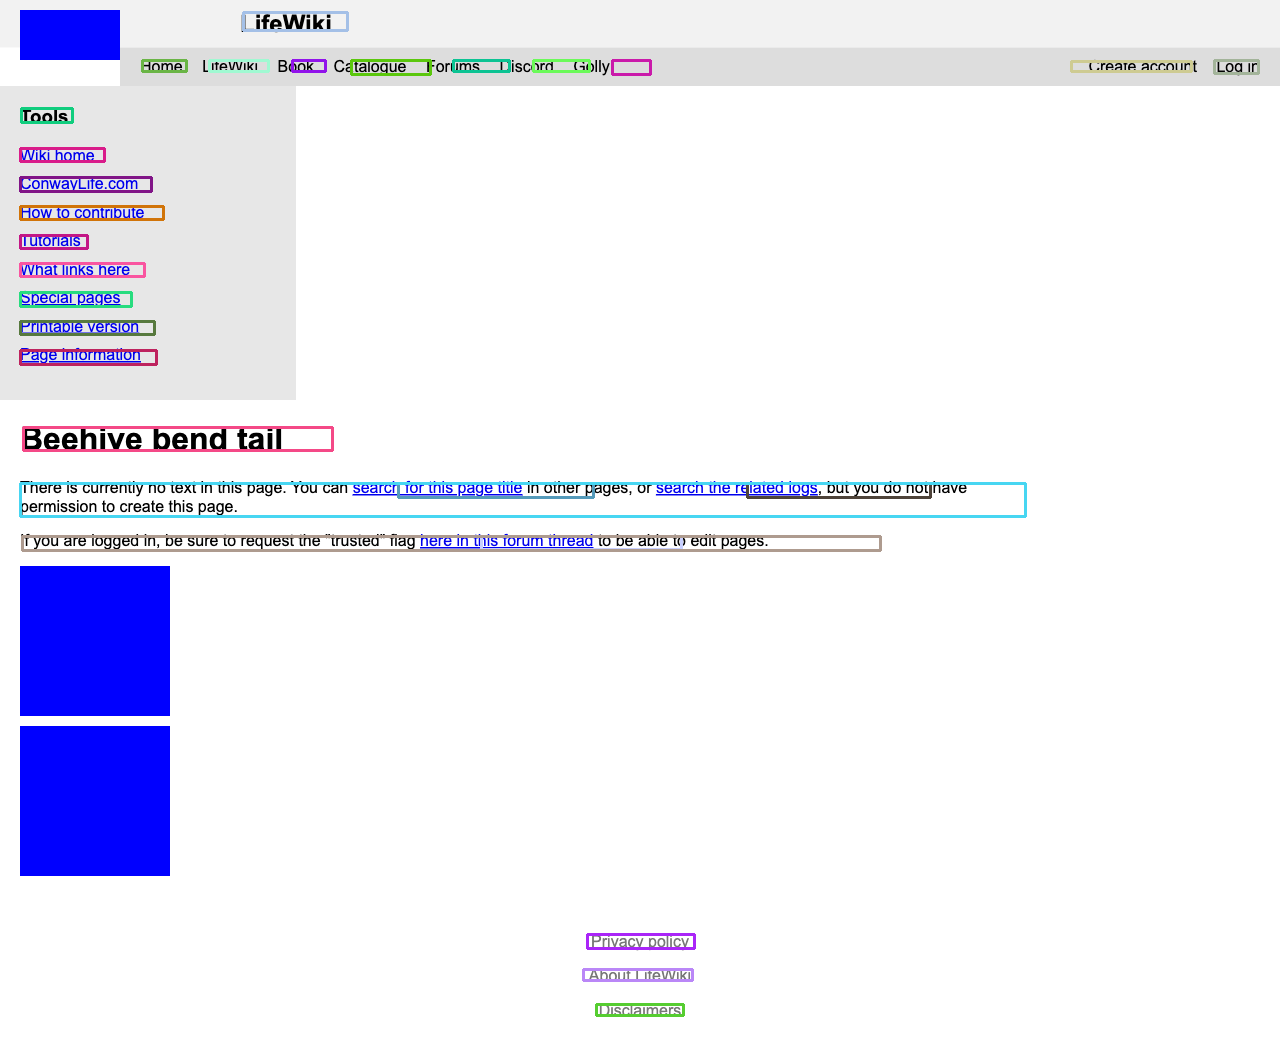 LifeWiki
Home LifeWiki Book Catalogue Forums Discord Golly Create account Log in
Tools
Wiki home
ConwayLife.com
How to contribute
Tutorials
What links here
Special pages
Printable version
Page information
Beehive bend tail
There is currently no text in this page. You can search for this page title in other pages, or search the related logs, but you do not have
permission to create this page.
If you are logged in, be sure to request the "trusted" flag here in this forum thread to be able to edit pages.
Privacy policy
About LifeWiki
Disclaimers